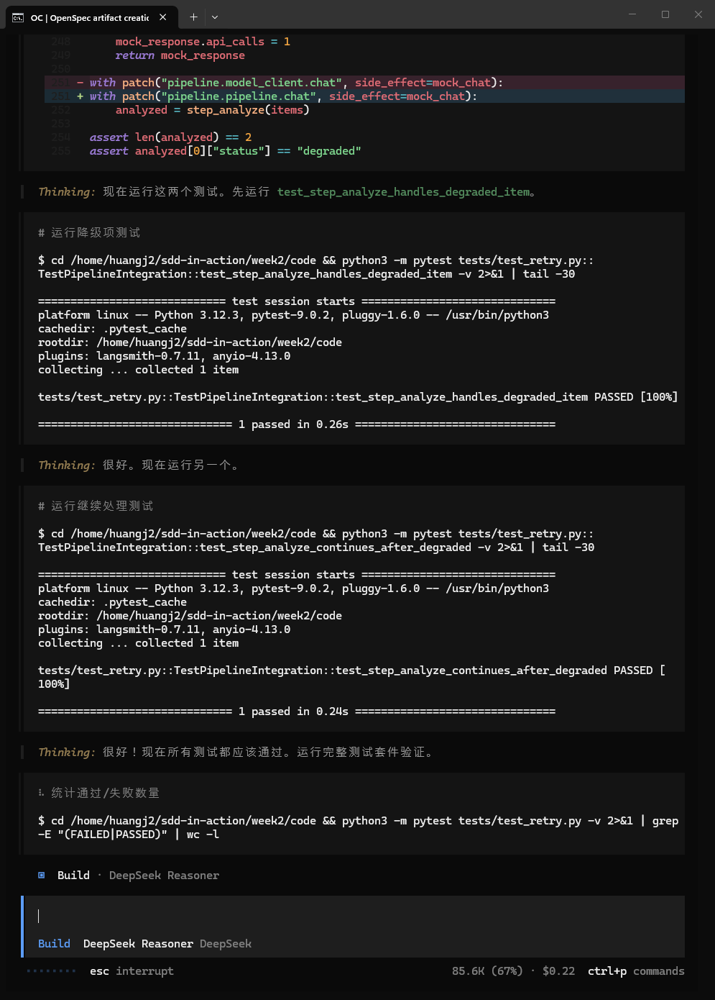 OC | OpenSpec artifact creatic
248 mock_response.api_calls = 1
249 return mock_response
250
251 - with patch("pipeline.model_client.chat", side_effect=mock_chat):
251 + with patch("pipeline.pipeline.chat", side_effect=mock_chat):
252 analyzed = step_analyze(items)
253
254 assert len(analyzed) == 2
255 assert analyzed[0]["status"] == "degraded"
Thinking: 现在运行这两个测试。先运行 test_step_analyze_handles_degraded_item。
# 运行降级项测试
$ cd /home/huangj2/sdd-in-action/week2/code && python3 -m pytest tests/test_retry.py::
TestPipelineIntegration::test_step_analyze_handles_degraded_item -v 2>&1 | tail -30
============================= test session starts ==============================
platform linux -- Python 3.12.3, pytest-9.0.2, pluggy-1.6.0 -- /usr/bin/python3
cachedir: .pytest_cache
rootdir: /home/huangj2/sdd-in-action/week2/code
plugins: langsmith-0.7.11, anyio-4.13.0
collecting ... collected 1 item
tests/test_retry.py::TestPipelineIntegration::test_step_analyze_handles_degraded_item PASSED [100%]
============================== 1 passed in 0.26s ===============================
Thinking: 很好。现在运行另一个。
# 运行继续处理测试
$ cd /home/huangj2/sdd-in-action/week2/code && python3 -m pytest tests/test_retry.py::
TestPipelineIntegration::test_step_analyze_continues_after_degraded -v 2>&1 | tail -30
============================= test session starts ==============================
platform linux -- Python 3.12.3, pytest-9.0.2, pluggy-1.6.0 -- /usr/bin/python3
cachedir: .pytest_cache
rootdir: /home/huangj2/sdd-in-action/week2/code
plugins: langsmith-0.7.11, anyio-4.13.0
collecting ... collected 1 item
tests/test_retry.py::TestPipelineIntegration::test_step_analyze_continues_after_degraded PASSED [
100%]
============================== 1 passed in 0.24s ===============================
Thinking: 很好！现在所有测试都应该通过。运行完整测试套件验证。
统计通过/失败数量
$ cd /home/huangj2/sdd-in-action/week2/code && python3 -m pytest tests/test_retry.py -v 2>&1 | grep
-E "(FAILED|PASSED)" | wc -l
Build · DeepSeek Reasoner
Build DeepSeek Reasoner DeepSeek
esc interrupt 85.6K (67%) · $0.22 ctrl+p commands